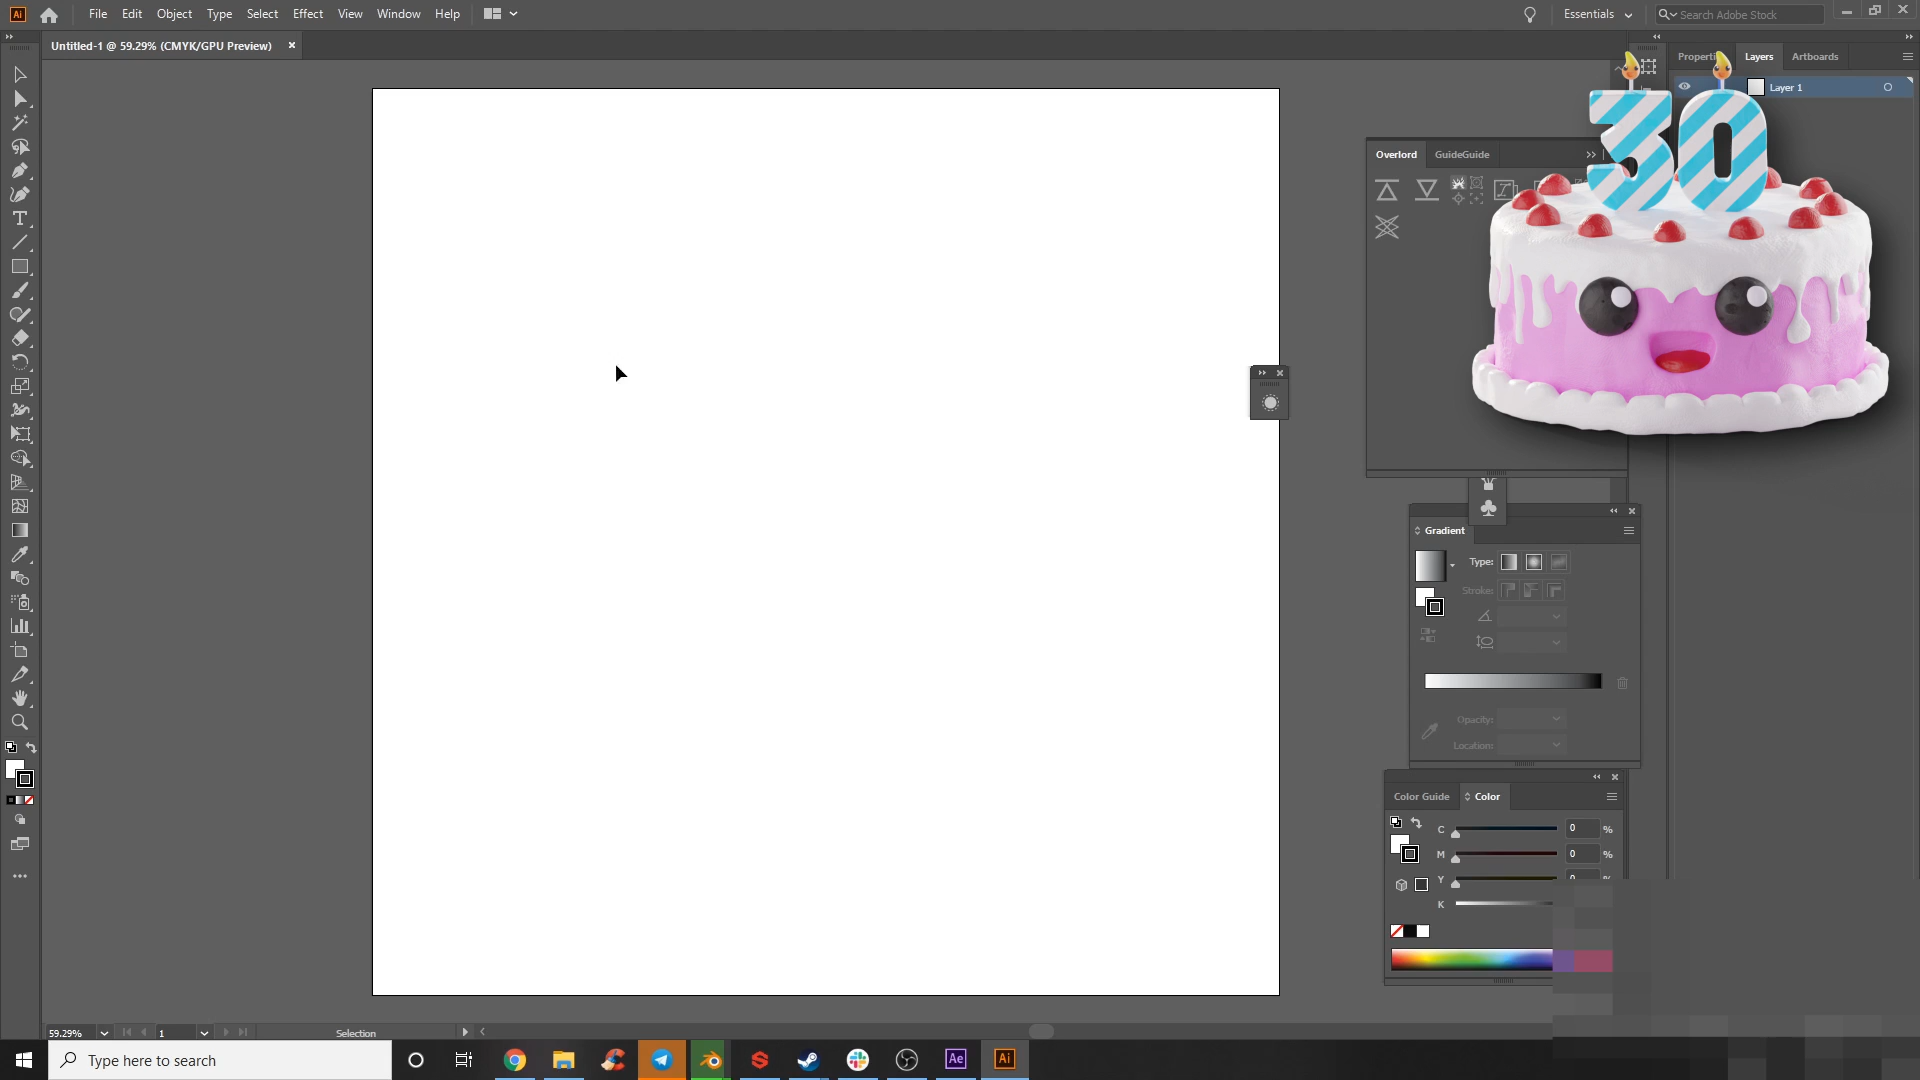 Ai
File Edit Object Type Select Effect View Window Help
Essentials
Search Adobe Stock
Untitled-1 @ 59.29% (CMYK/GPU Preview)
Layers Artboards
Layer 1
30
Overlord GuideGuide
Gradient
Type:
Stroke:
Opacity:
Location:
Color Guide Color
C 0 %
M 0 %
Y
K
59.29% 1 Selection
Type here to search
Ae Ai